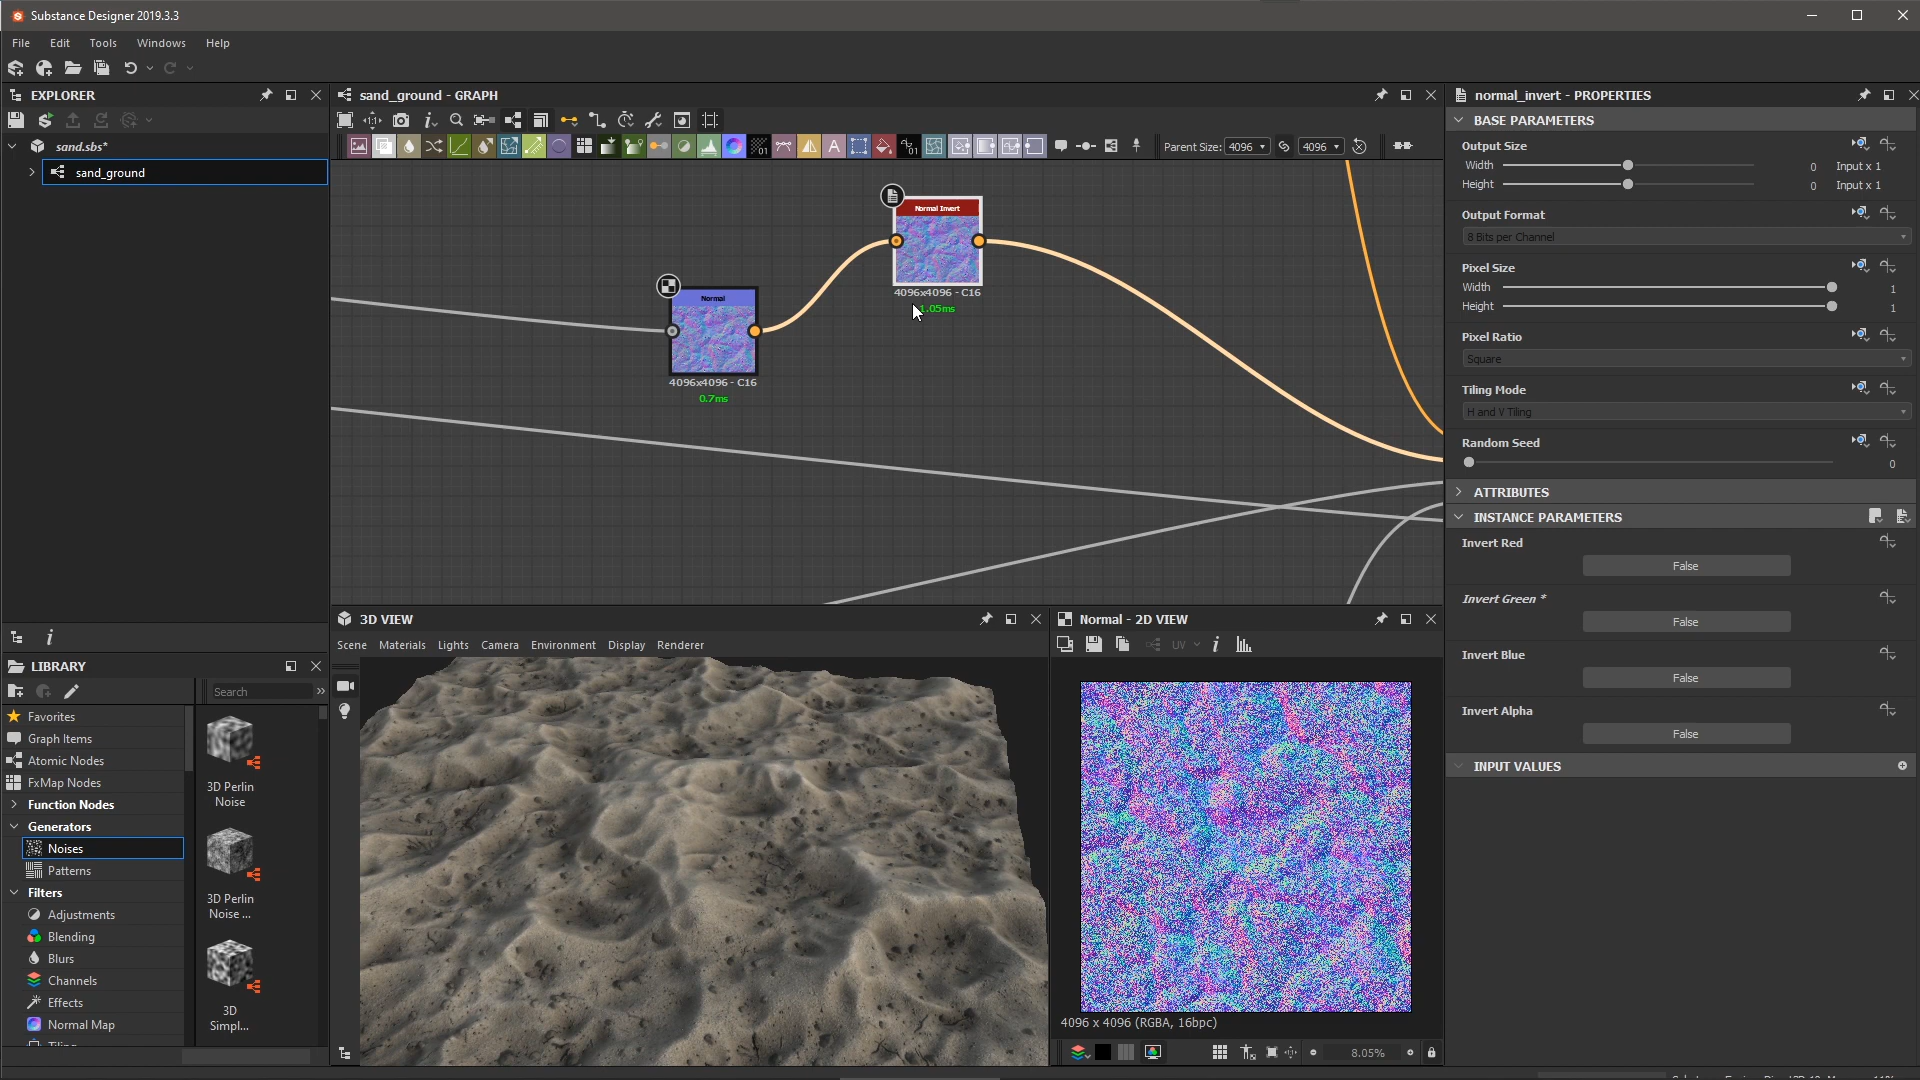 Substance Designer 2019.3.3
File Edit Tools Windows Help
EXPLORER
sand.sbs*
sand_ground
sand_ground - GRAPH
Parent Size: 4096 4096
Normal Invert
4096x4096 - C16
1.05ms
Normal
4096x4096 - C16
0.7ms
normal_invert - PROPERTIES
BASE PARAMETERS
Output Size
Width 0 Input x 1
Height 0 Input x 1
Output Format
8 Bits per Channel
Pixel Size
Width 1
Height 1
Pixel Ratio
Square
Tiling Mode
H and V Tiling
Random Seed
0
ATTRIBUTES
INSTANCE PARAMETERS
Invert Red
False
Invert Green *
False
Invert Blue
False
Invert Alpha
False
INPUT VALUES
LIBRARY
Search
Favorites
Graph Items
Atomic Nodes
FxMap Nodes
Function Nodes
Generators
Noises
Patterns
Filters
Adjustments
Blending
Blurs
Channels
Effects
Normal Map
3D Perlin
Noise
3D Perlin
Noise ...
3D
Simpl...
3D VIEW
Scene Materials Lights Camera Environment Display Renderer
Normal - 2D VIEW
UV
4096 x 4096 (RGBA, 16bpc)
8.05%